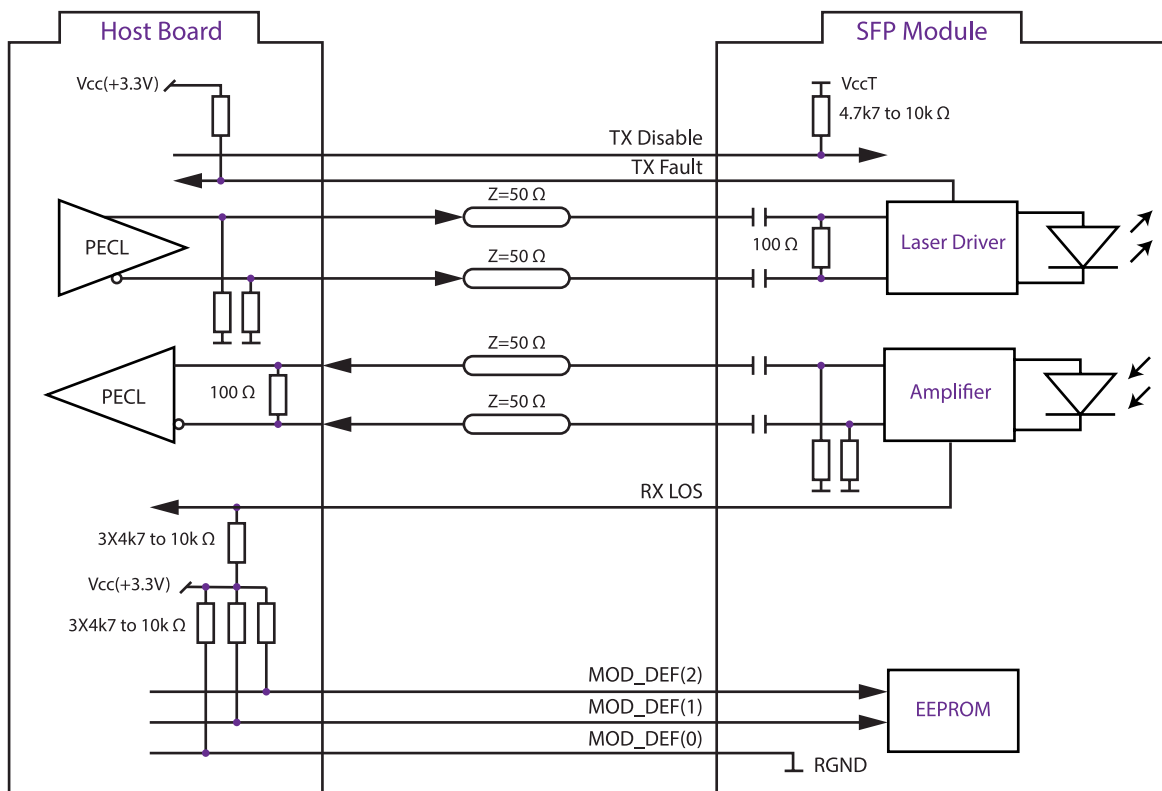 Host Board
SFP Module
Vcc(+3.3V)
VccT
4.7k7 to 10k Ω
TX Disable
TX Fault
Z=50 Ω
PECL
100 Ω
Laser Driver
Z=50 Ω
Z=50 Ω
100 Ω
PECL
Amplifier
Z=50 Ω
RX LOS
3X4k7 to 10k Ω
Vcc(+3.3V)
3X4k7 to 10k Ω
MOD_DEF(2)
MOD_DEF(1)
EEPROM
MOD_DEF(0)
RGND